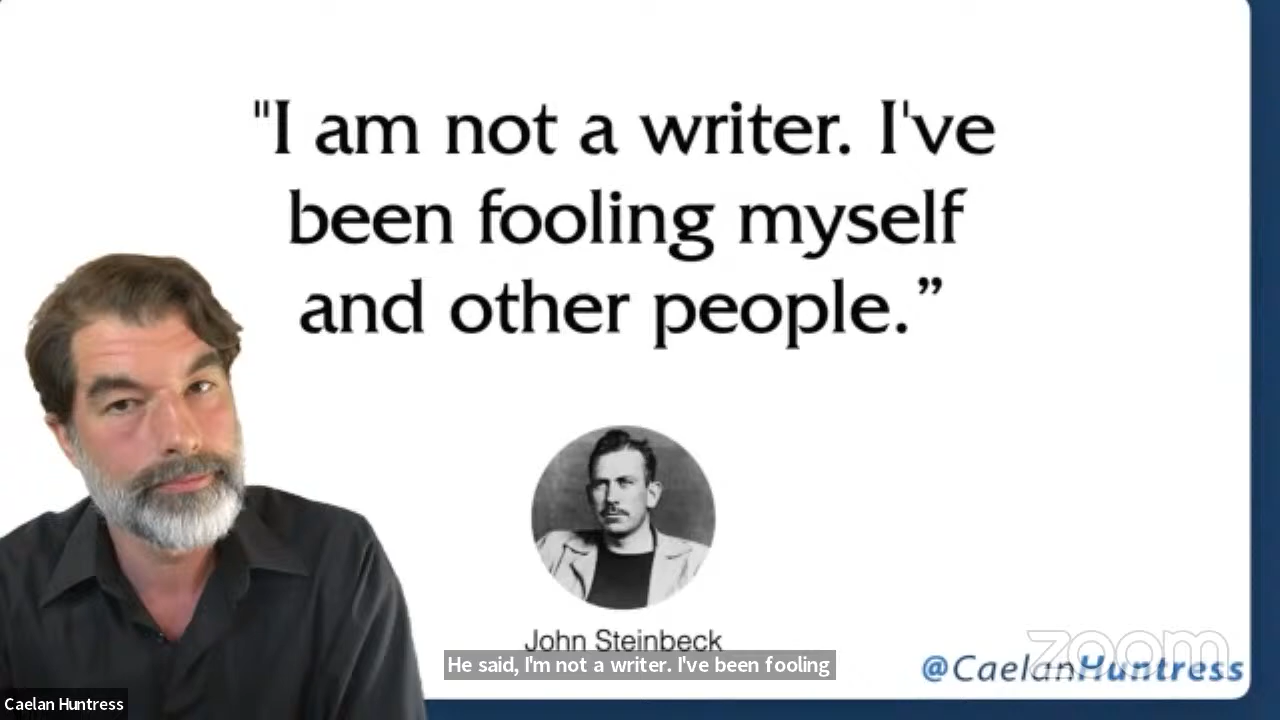 "I am not a writer. I've
been fooling myself
and other people.”
John Steinbeck
He said, I'm not a writer. I've been fooling
zoom
@CaelanHuntress
Caelan Huntress